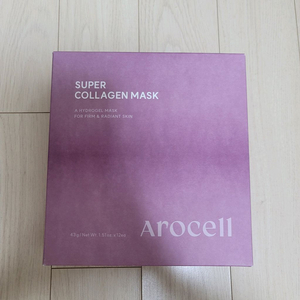 SUPER
COLLAGEN MASK
A HYDROGEL MASK
FOR FIRM & RADIANT SKIN
Arocell